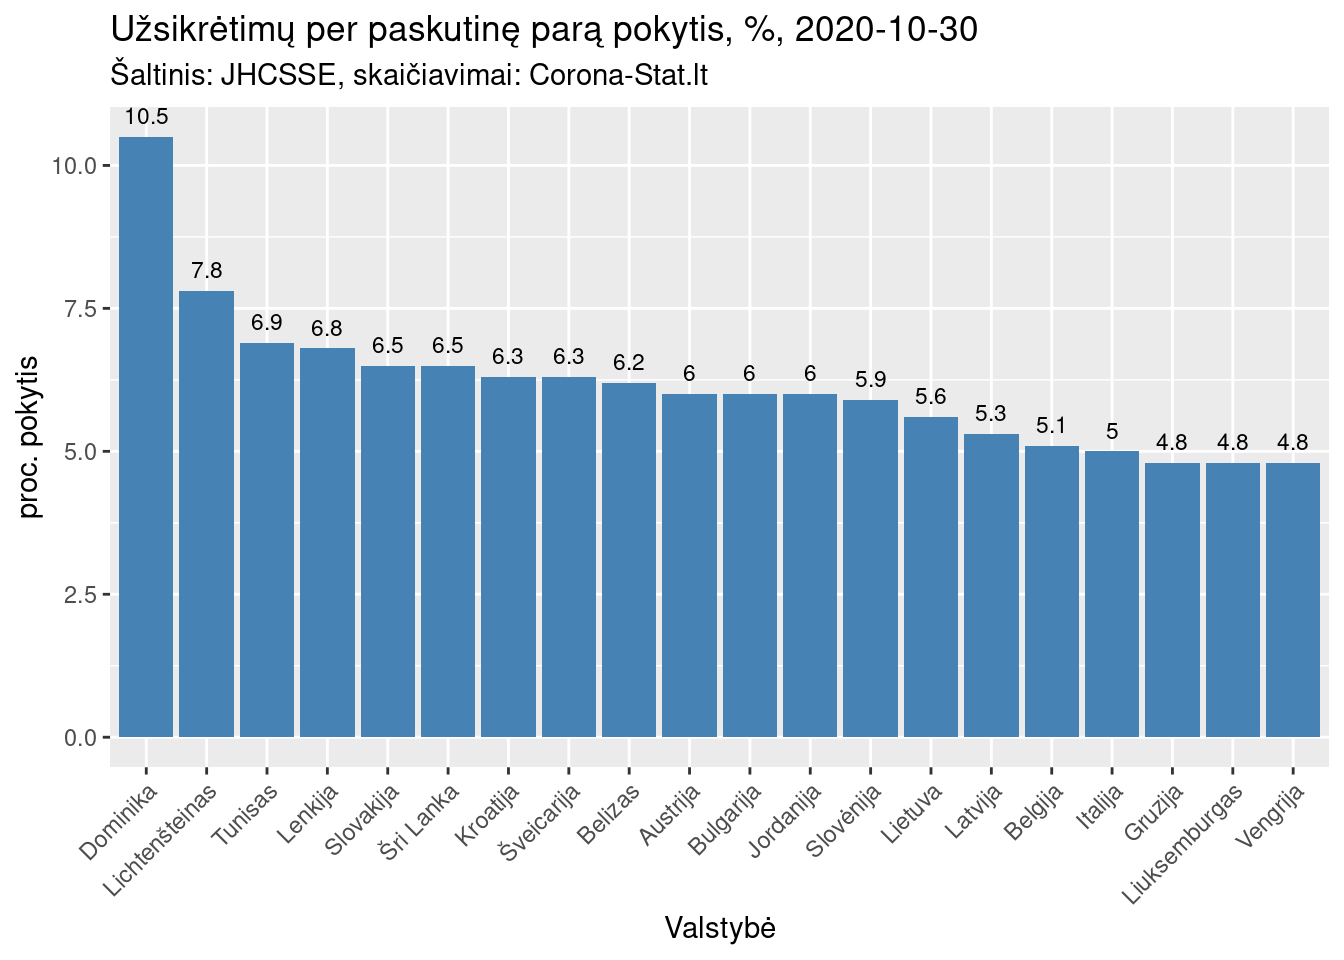 Užsikrėtimų per paskutinę parą pokytis, %, 2020-10-30
Šaltinis: JHCSSE, skaičiavimai: Corona-Stat.lt
proc. pokytis
10.0
7.5
5.0
2.5
0.0
10.5
7.8
6.9
6.8
6.5
6.5
6.3
6.3
6.2
6
6
6
5.9
5.6
5.3
5.1
5
4.8
4.8
4.8
Dominika
Lichtenšteinas
Tunisas
Lenkija
Slovakija
Šri Lanka
Kroatija
Šveicarija
Belizas
Austrija
Bulgarija
Jordanija
Slovėnija
Lietuva
Latvija
Belgija
Italija
Gruzija
Liuksemburgas
Vengrija
Valstybė